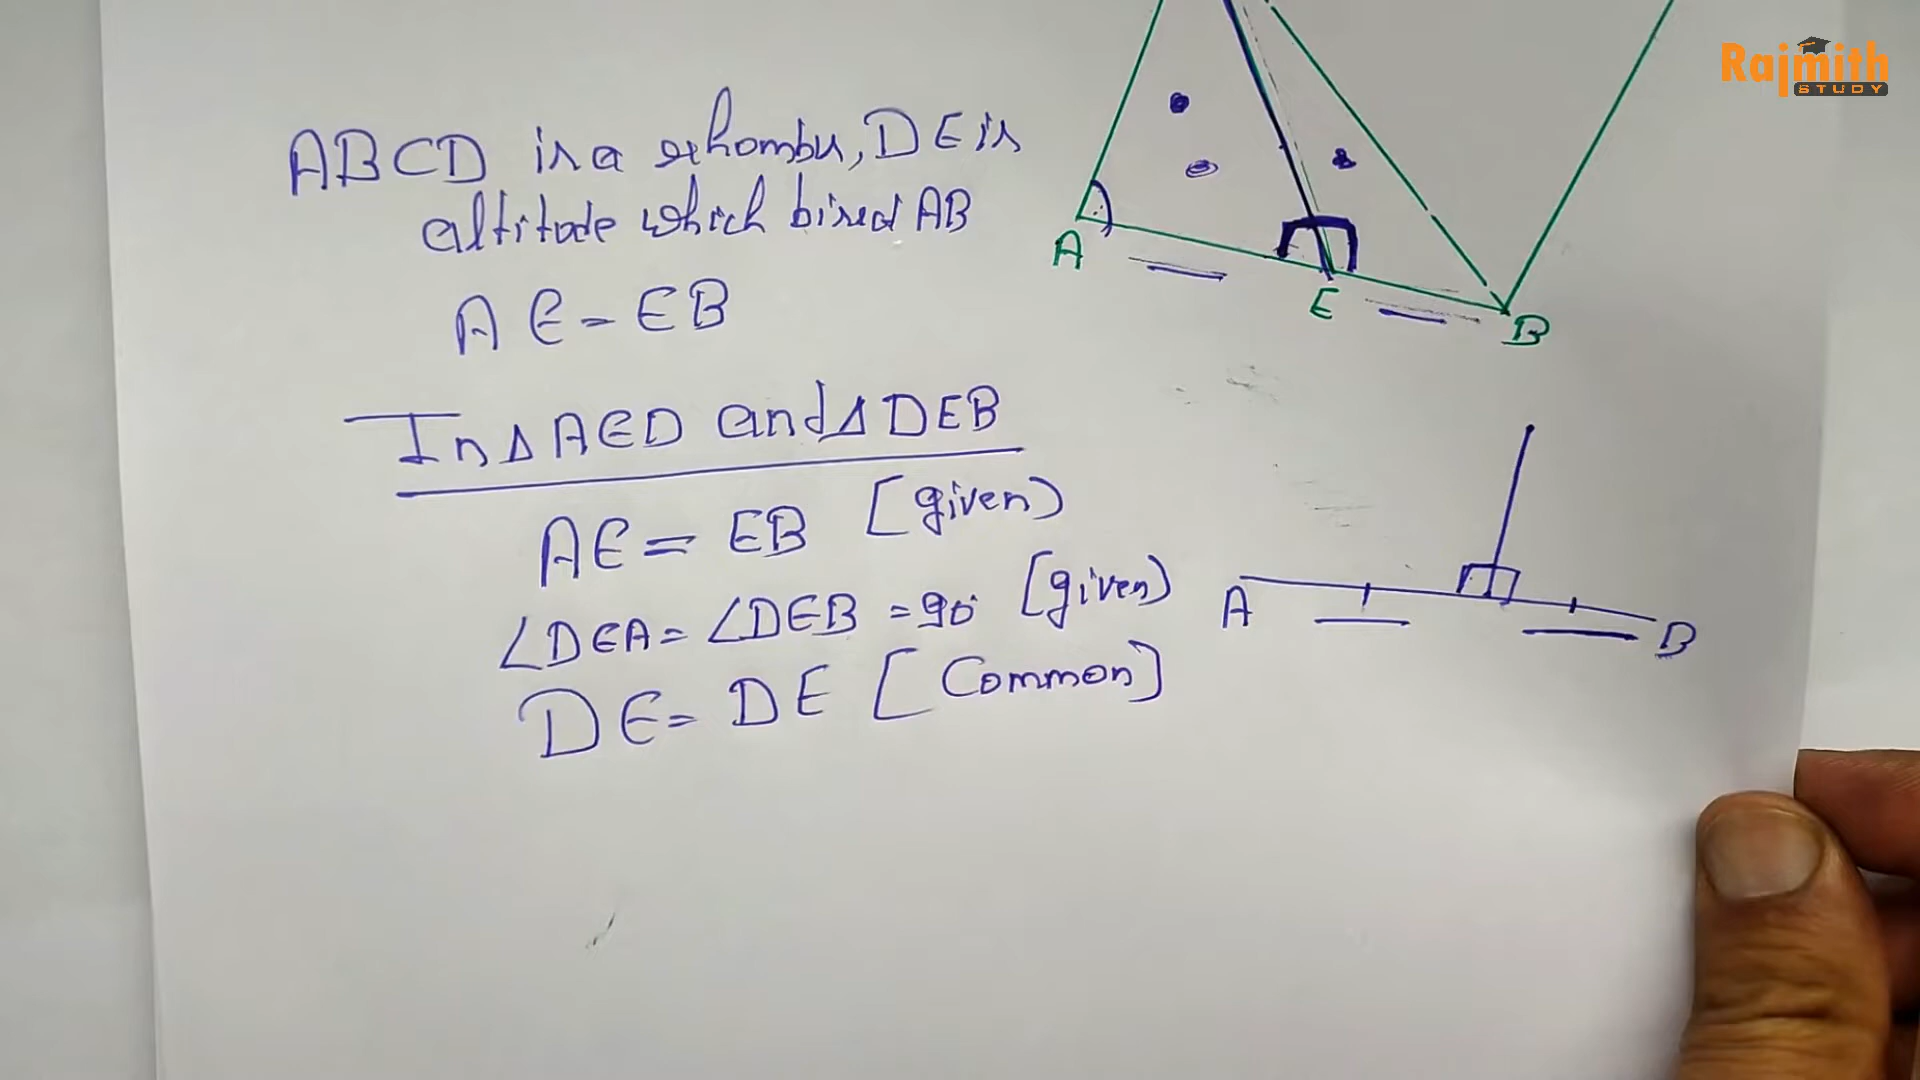 Rajmith
STUDY
ABCD is a rhombus, DE is
altitude which bisect AB
AE = EB
In Δ AED and Δ DEB
AE = EB [given)
∠DEA = ∠DEB = 90° [given)
DE = DE [Common]
A
E
B
A
B